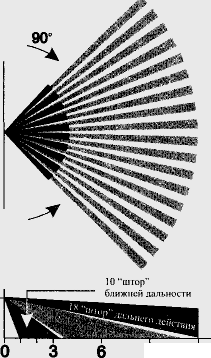 90°
10 “штор”
ближней дальности
18 “штор” дальнего действия
0 3 6